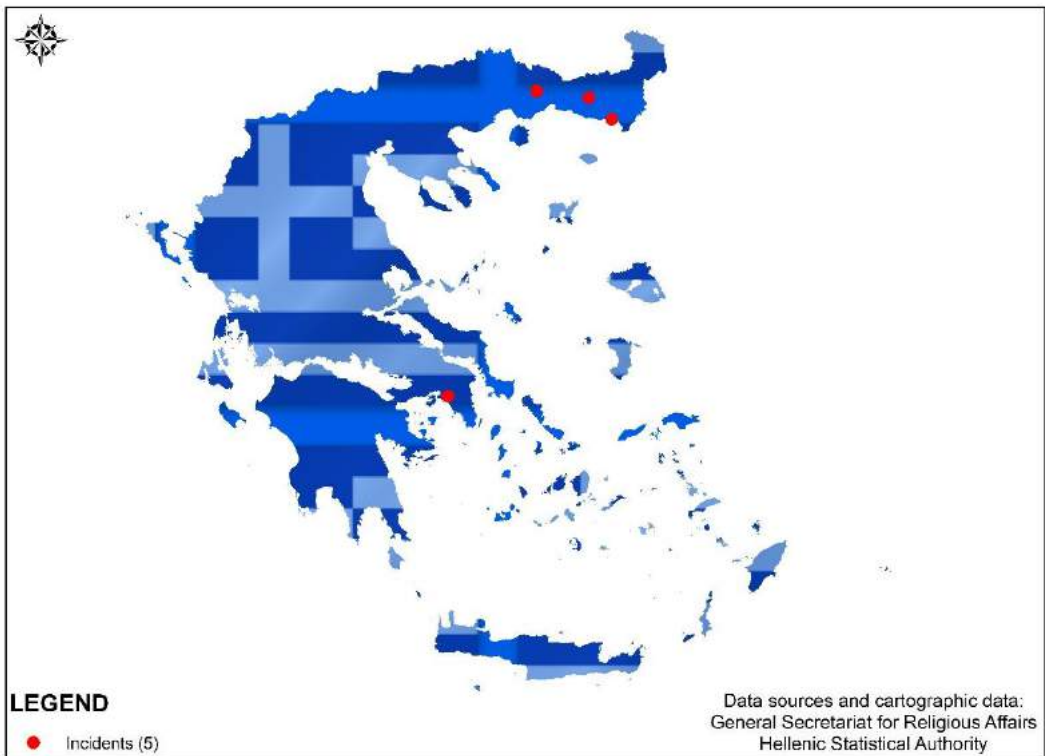 LEGEND
Incidents (5)
Data sources and cartographic data:
General Secretariat for Religious Affairs
Hellenic Statistical Authority